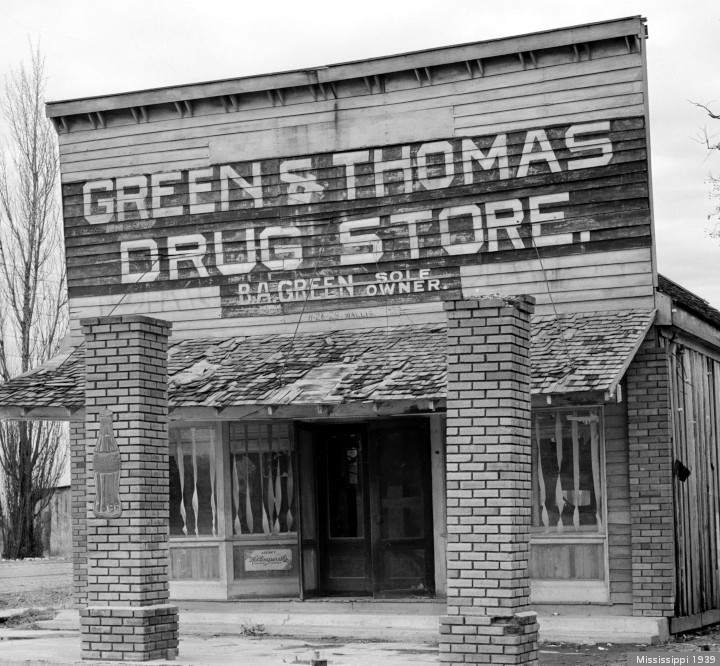 GREEN & THOMAS
DRUG STORE.
B.A. GREEN SOLE OWNER.
Mississippi 1939